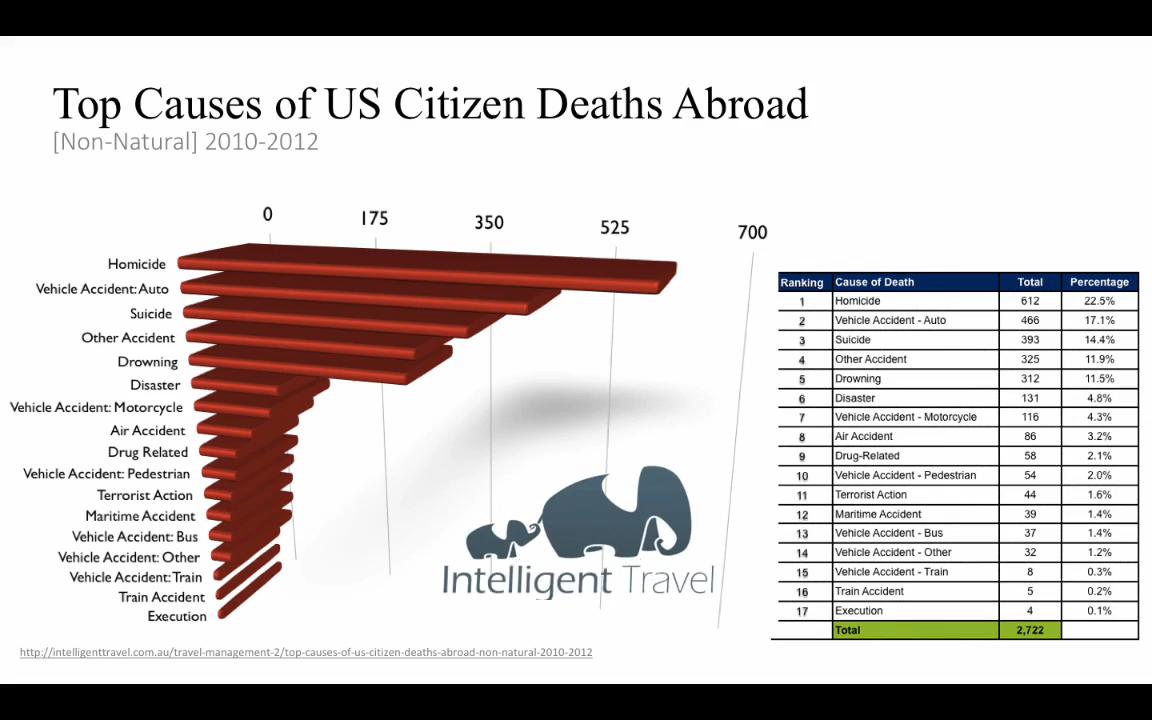 Top Causes of US Citizen Deaths Abroad
[Non-Natural] 2010-2012
0 175 350 525 700
Homicide
Vehicle Accident: Auto
Suicide
Other Accident
Drowning
Disaster
Vehicle Accident: Motorcycle
Air Accident
Drug Related
Vehicle Accident: Pedestrian
Terrorist Action
Maritime Accident
Vehicle Accident: Bus
Vehicle Accident: Other
Vehicle Accident: Train
Train Accident
Execution
Intelligent Travel
Ranking Cause of Death Total Percentage
1 Homicide 612 22.5%
2 Vehicle Accident - Auto 466 17.1%
3 Suicide 393 14.4%
4 Other Accident 325 11.9%
5 Drowning 312 11.5%
6 Disaster 131 4.8%
7 Vehicle Accident - Motorcycle 116 4.3%
8 Air Accident 86 3.2%
9 Drug-Related 58 2.1%
10 Vehicle Accident - Pedestrian 54 2.0%
11 Terrorist Action 44 1.6%
12 Maritime Accident 39 1.4%
13 Vehicle Accident - Bus 37 1.4%
14 Vehicle Accident - Other 32 1.2%
15 Vehicle Accident - Train 8 0.3%
16 Train Accident 5 0.2%
17 Execution 4 0.1%
Total 2,722
http://intelligenttravel.com.au/travel-management-2/top-causes-of-us-citizen-deaths-abroad-non-natural-2010-2012